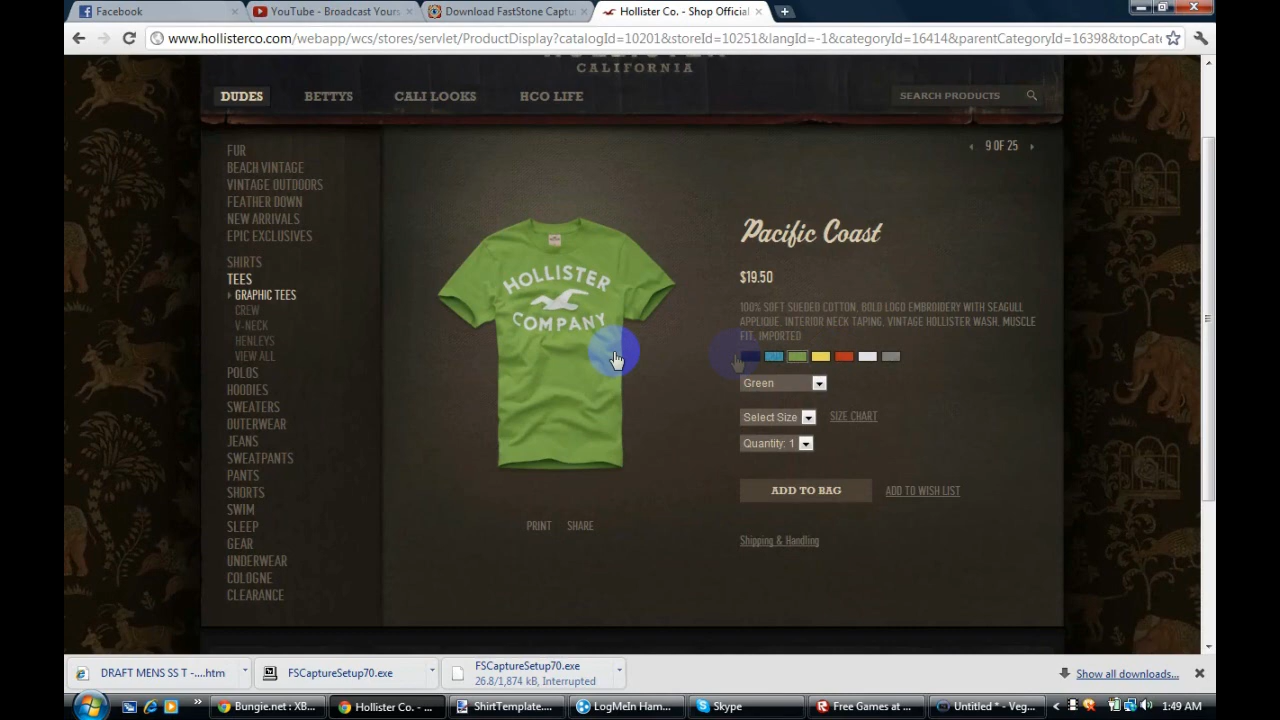 Facebook
YouTube - Broadcast Yours
Download FastStone Captu
Hollister Co. - Shop Official
www.hollisterco.com/webapp/wcs/stores/servlet/ProductDisplay?catalogId=10201&storeId=10251&langId=-1&categoryId=16414&parentCategoryId=16398&topCate
CALIFORNIA
DUDES BETTYS CALI LOOKS HCO LIFE SEARCH PRODUCTS
9 OF 25
FUR
BEACH VINTAGE
VINTAGE OUTDOORS
FEATHER DOWN
NEW ARRIVALS
EPIC EXCLUSIVES
SHIRTS
TEES
GRAPHIC TEES
CREW
V-NECK
HENLEYS
VIEW ALL
POLOS
HOODIES
SWEATERS
OUTERWEAR
JEANS
SWEATPANTS
PANTS
SHORTS
SWIM
SLEEP
GEAR
UNDERWEAR
COLOGNE
CLEARANCE
HOLLISTER
COMPANY
PRINT SHARE
Pacific Coast
$19.50
100% SOFT SUEDED COTTON, BOLD LOGO EMBROIDERY WITH SEAGULL
APPLIQUE, INTERIOR NECK TAPING, VINTAGE HOLLISTER WASH, MUSCLE
FIT, IMPORTED
Green
Select Size SIZE CHART
Quantity: 1
ADD TO BAG ADD TO WISH LIST
Shipping & Handling
DRAFT MENS SS T -....htm
FSCaptureSetup70.exe
FSCaptureSetup70.exe
26.8/1,874 kB, Interrupted
Show all downloads...
Bungie.net : XB...
Hollister Co. - ...
ShirtTemplate....
LogMeIn Ham...
Skype
Free Games at ...
Untitled * - Veg...
1:49 AM